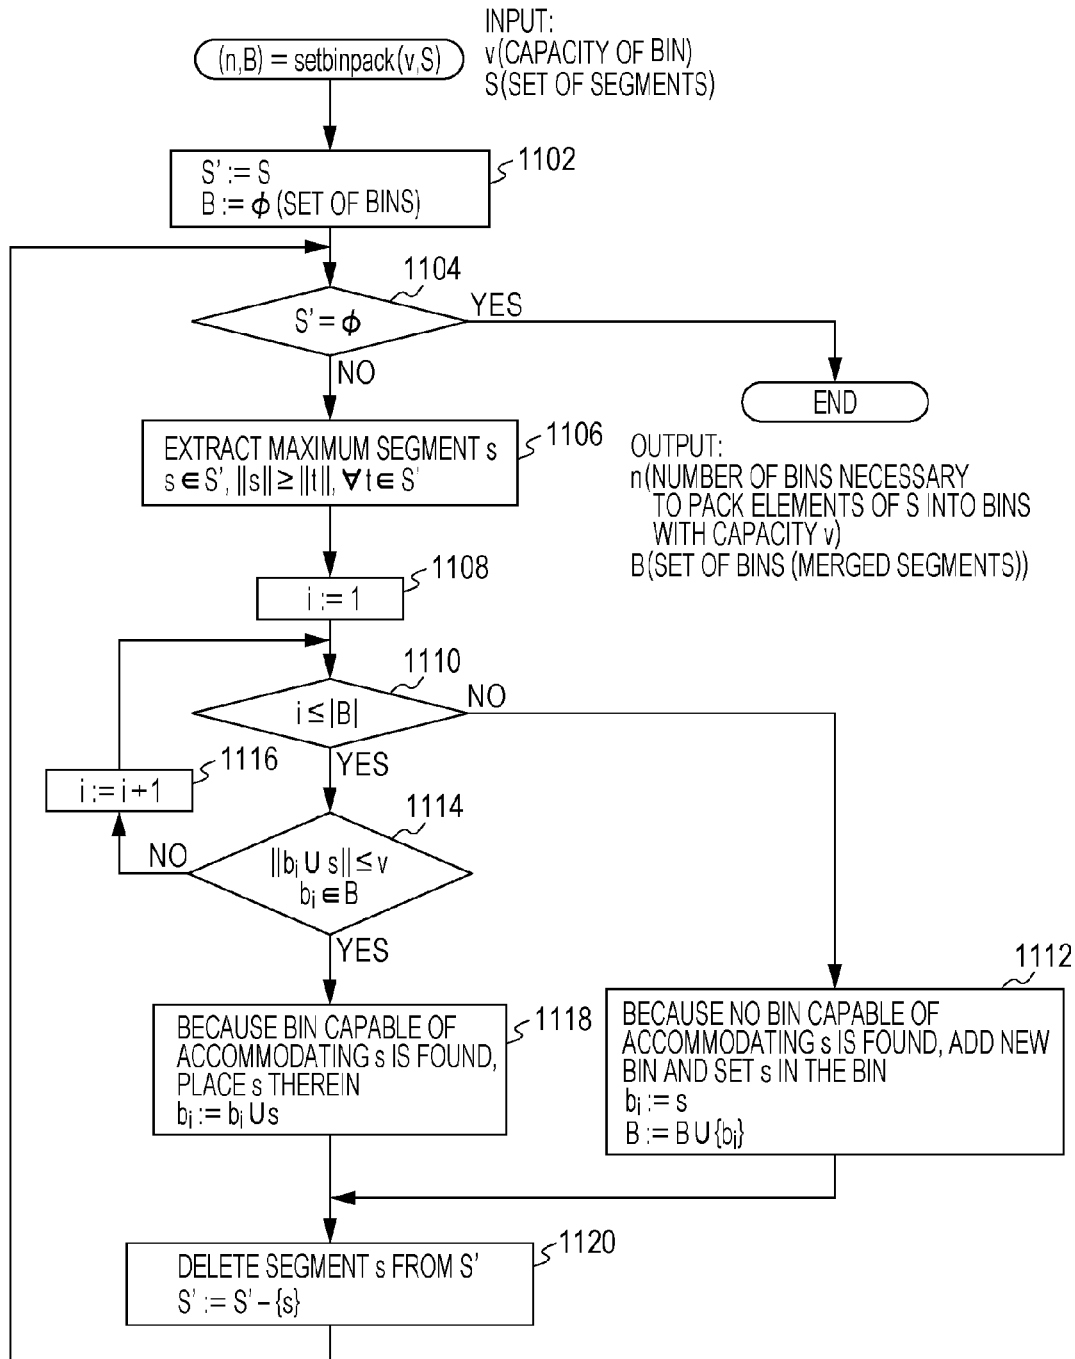 INPUT:
v(CAPACITY OF BIN)
S(SET OF SEGMENTS)
(n,B) = setbinpack(v,S)
1102
S' := S
B := ϕ (SET OF BINS)
1104
S' = ϕ
YES
NO
END
1106
EXTRACT MAXIMUM SEGMENT s
s ∈ S', ||s|| ≥ ||t||, ∀ t ∈ S'
OUTPUT:
n(NUMBER OF BINS NECESSARY
TO PACK ELEMENTS OF S INTO BINS
WITH CAPACITY v)
B(SET OF BINS (MERGED SEGMENTS))
1108
i := 1
1110
i ≤ |B|
NO
YES
1116
i := i+1
1114
||bᵢ ∪ s|| ≤ v
bᵢ ∈ B
NO
YES
1118
BECAUSE BIN CAPABLE OF
ACCOMMODATING s IS FOUND,
PLACE s THEREIN
bᵢ := bᵢ ∪ s
1112
BECAUSE NO BIN CAPABLE OF
ACCOMMODATING s IS FOUND, ADD NEW
BIN AND SET s IN THE BIN
bᵢ := s
B := B ∪ {bᵢ}
1120
DELETE SEGMENT s FROM S'
S' := S' – {s}